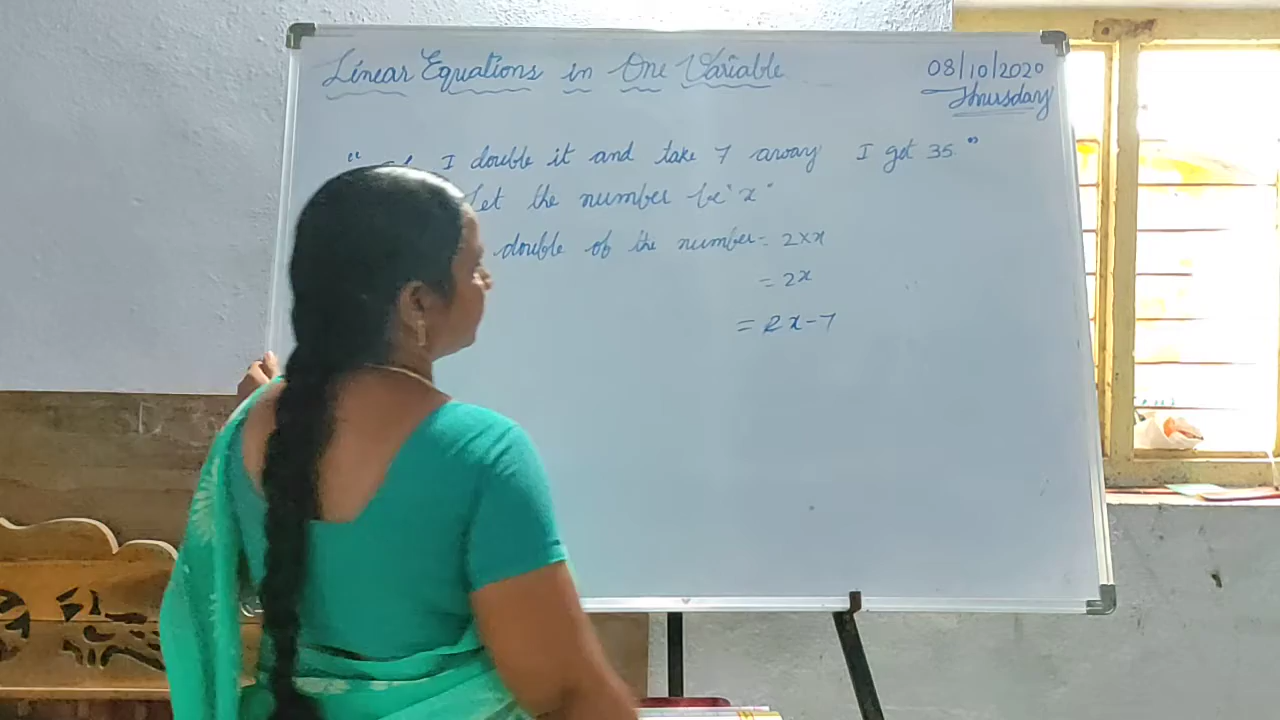 Linear Equations in One Variable
08/10/2020
Thursday
" I double it and take 7 away I get 35 "
Let the number be "x"
double of the number = 2×x
= 2x
= 2x-7